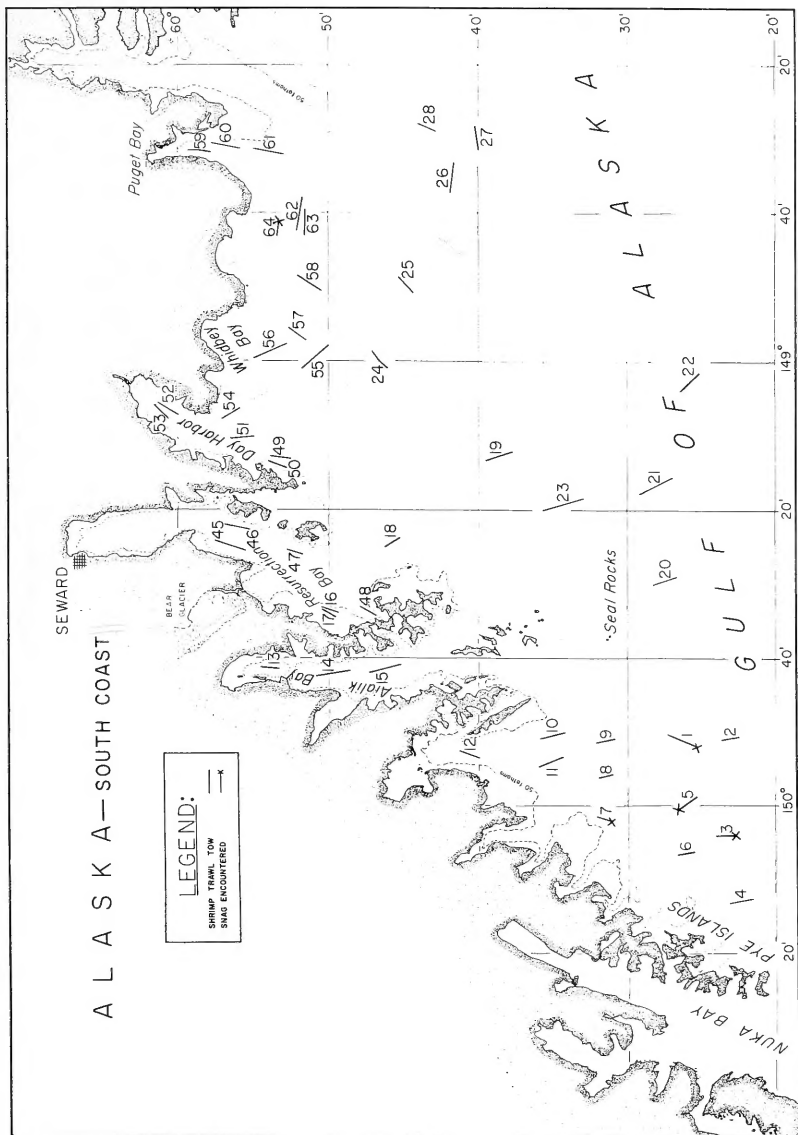 ALASKA — SOUTH COAST
LEGEND:
SHRIMP TRAWL TOW
SNAG ENCOUNTERED
SEWARD
BEAR
GLACIER
Resurrection
Bay
Aialik
Bay
Day Harbor
Whidbey
Bay
Puget Bay
50 fathoms
50 fathoms
Seal Rocks
GULF OF ALASKA
PYE ISLANDS
NUKA BAY
60°
50'
40'
30'
20'
20'
150°
40'
20'
149°
40'
20'
1
2
3
4
5
6
7
8
9
10
11
12
13
14
15
16
17
18
19
20
21
22
23
24
25
26
27
28
45
46
47
48
49
50
51
52
53
54
55
56
57
58
59
60
61
62
63
64